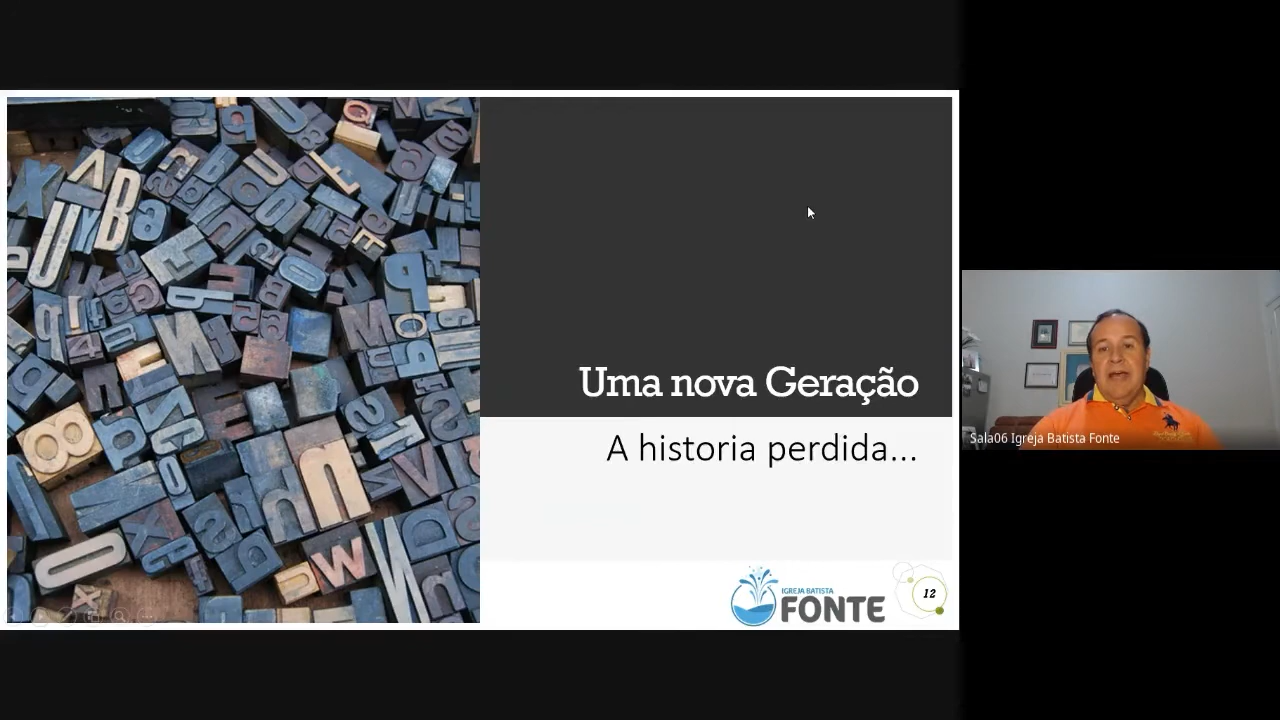 Uma nova Geração
A historia perdida...
IGREJA BATISTA
FONTE
12
Sala06 Igreja Batista Fonte